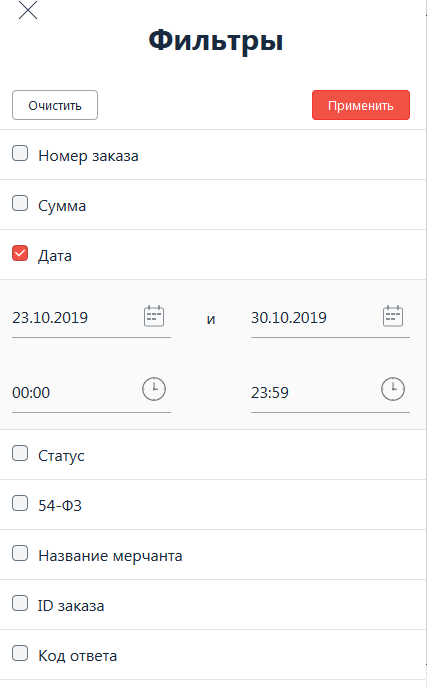 Фильтры
Очистить Применить
Номер заказа
Сумма
Дата
23.10.2019 и 30.10.2019
00:00 23:59
Статус
54-ФЗ
Название мерчанта
ID заказа
Код ответа